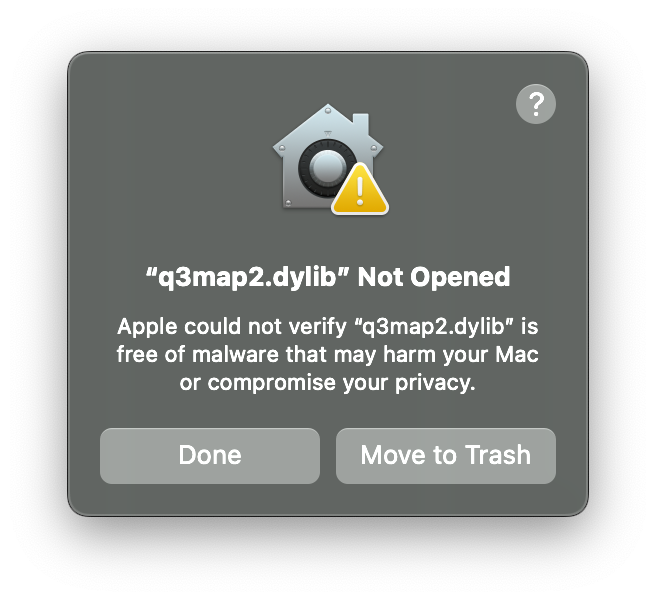 ?
“q3map2.dylib” Not Opened
Apple could not verify “q3map2.dylib” is
free of malware that may harm your Mac
or compromise your privacy.
Done
Move to Trash